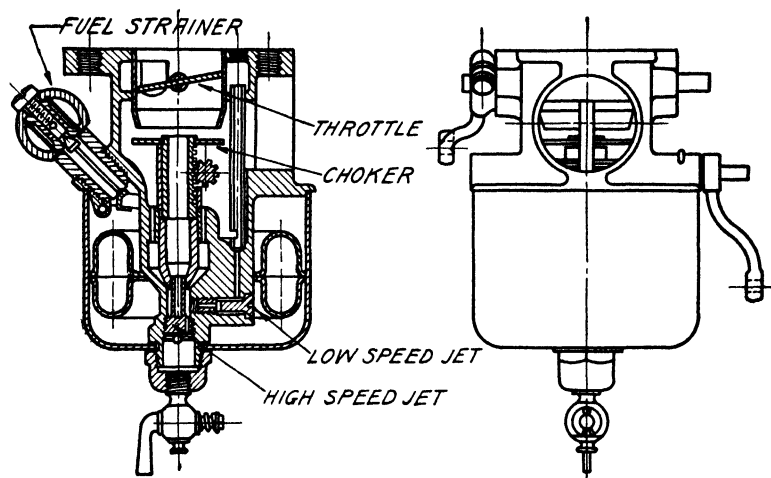 FUEL STRAINER
THROTTLE
CHOKER
LOW SPEED JET
HIGH SPEED JET